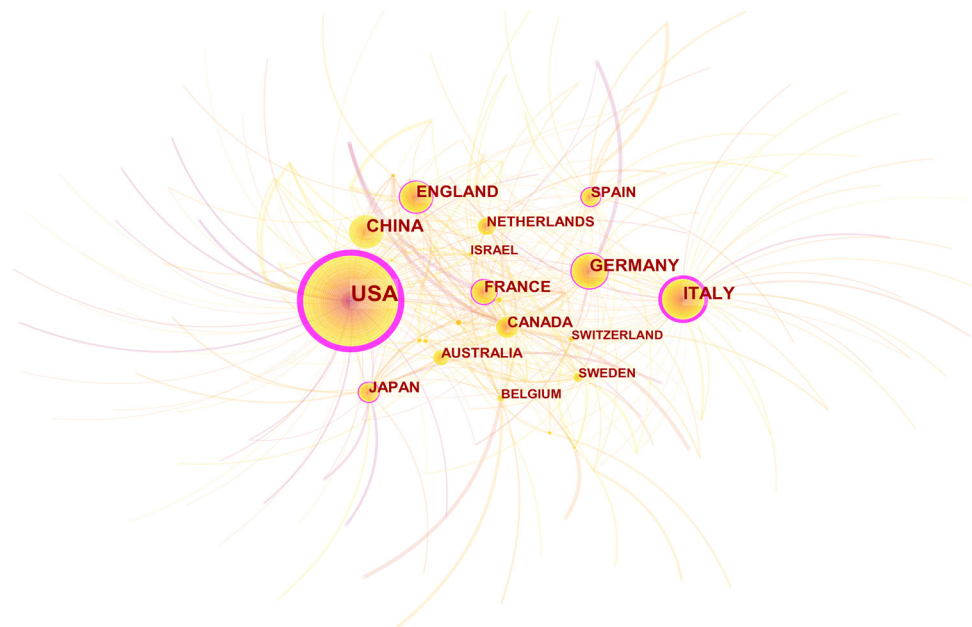 ENGLAND
SPAIN
CHINA
NETHERLANDS
ISRAEL
GERMANY
FRANCE
USA
ITALY
CANADA
SWITZERLAND
AUSTRALIA
SWEDEN
JAPAN
BELGIUM